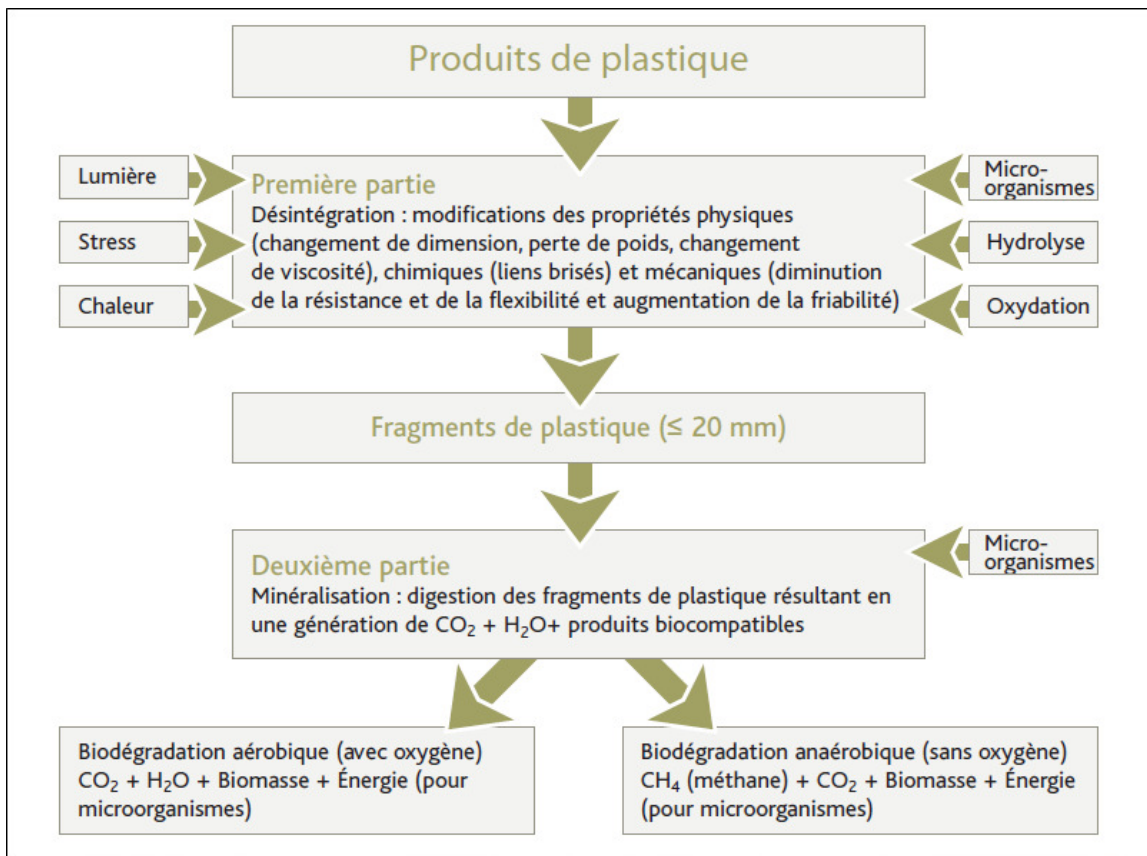 Produits de plastique
Lumière
Stress
Chaleur
Première partie
Désintégration : modifications des propriétés physiques
(changement de dimension, perte de poids, changement
de viscosité), chimiques (liens brisés) et mécaniques (diminution
de la résistance et de la flexibilité et augmentation de la friabilité)
Micro-
organismes
Hydrolyse
Oxydation
Fragments de plastique (≤ 20 mm)
Deuxième partie
Minéralisation : digestion des fragments de plastique résultant en
une génération de CO₂ + H₂O+ produits biocompatibles
Micro-
organismes
Biodégradation aérobique (avec oxygène)
CO₂ + H₂O + Biomasse + Énergie (pour
microorganismes)
Biodégradation anaérobique (sans oxygène)
CH₄ (méthane) + CO₂ + Biomasse + Énergie
(pour microorganismes)